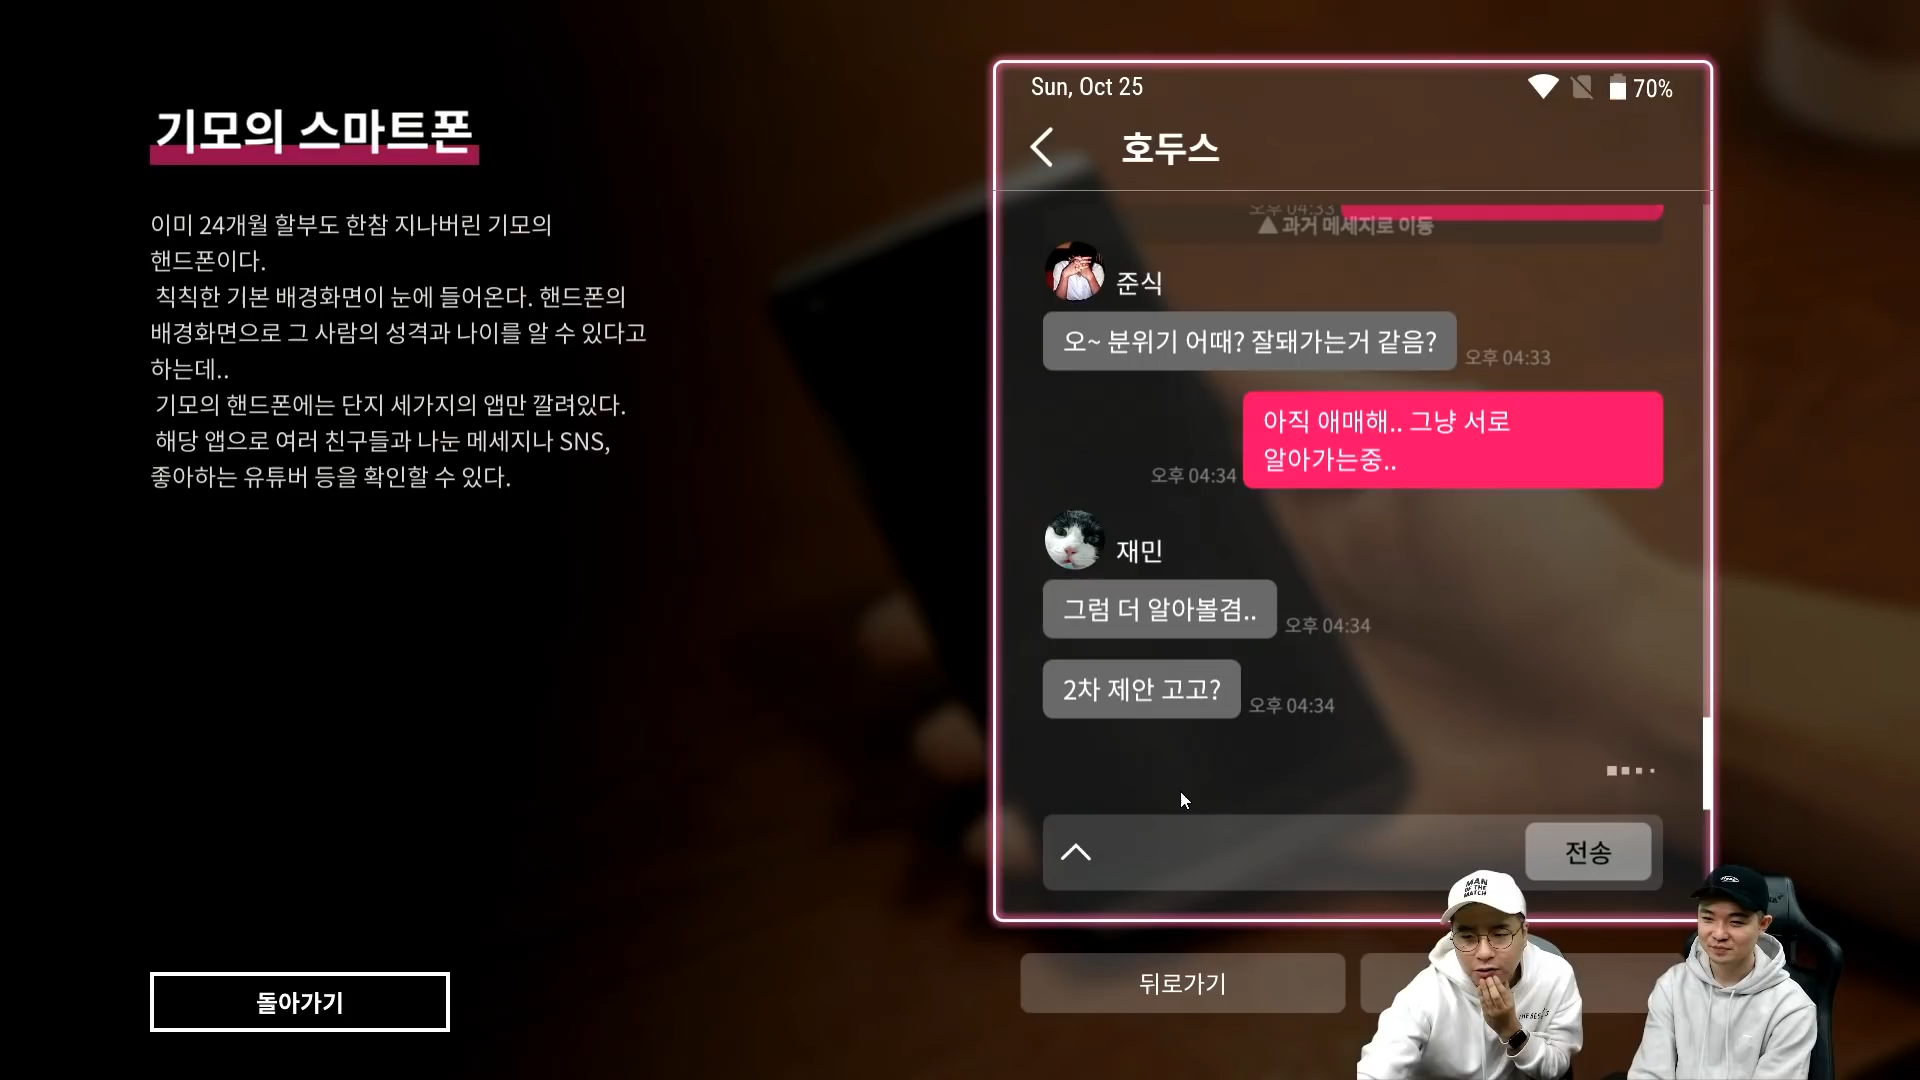 기모의 스마트폰
이미 24개월 할부도 한참 지나버린 기모의
핸드폰이다.
칙칙한 기본 배경화면이 눈에 들어온다. 핸드폰의
배경화면으로 그 사람의 성격과 나이를 알 수 있다고
하는데..
기모의 핸드폰에는 단지 세가지의 앱만 깔려있다.
해당 앱으로 여러 친구들과 나눈 메세지나 SNS,
좋아하는 유튜버 등을 확인할 수 있다.
돌아가기
Sun, Oct 25
70%
호두스
오후 04:33
▲과거 메세지로 이동
준식
오~ 분위기 어때? 잘돼가는거 같음?
오후 04:33
아직 애매해.. 그냥 서로
알아가는중..
오후 04:34
재민
그럼 더 알아볼겸..
오후 04:34
2차 제안 고고?
오후 04:34
전송
뒤로가기
MAN
OF THE
MATCH